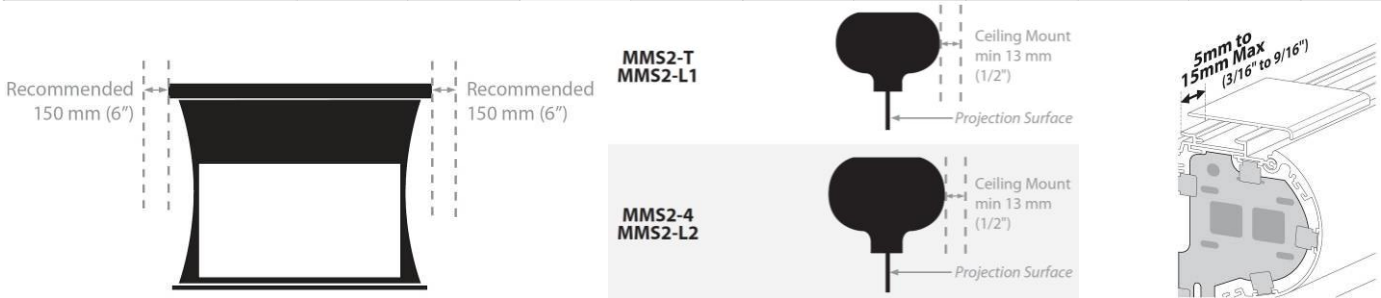 Recommended
150 mm (6”)
Recommended
150 mm (6”)
MMS2-T
MMS2-L1
Ceiling Mount
min 13 mm
(1/2")
Projection Surface
MMS2-4
MMS2-L2
Ceiling Mount
min 13 mm
(1/2")
Projection Surface
5mm to
15mm Max
(3/16" to 9/16")